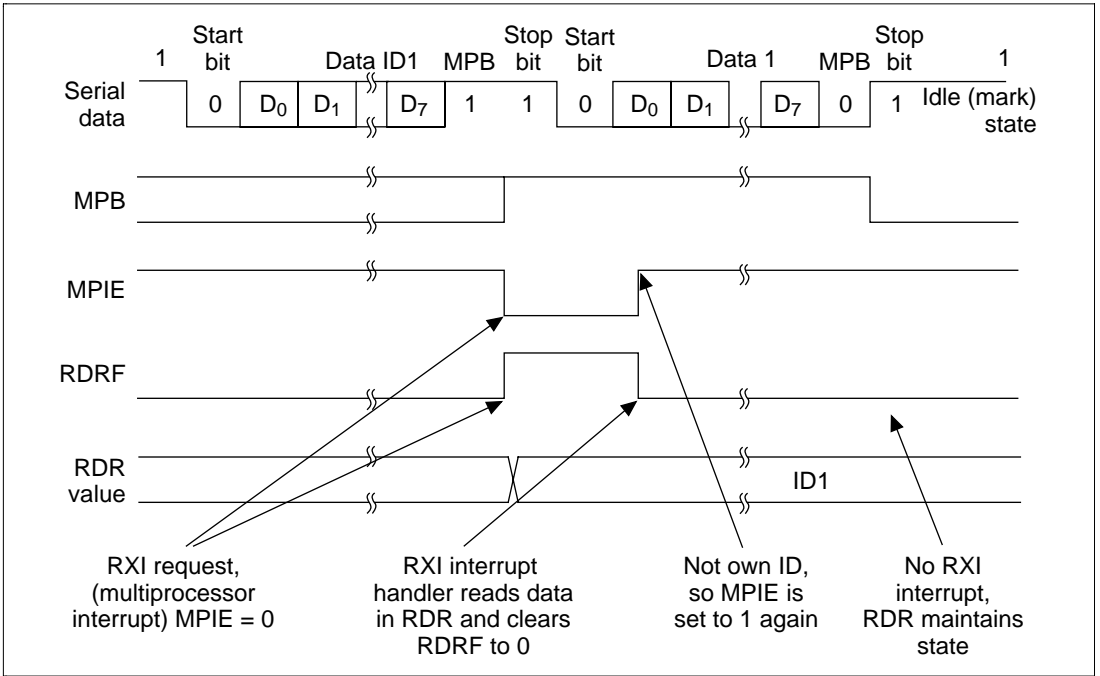 1 Start bit Data ID1 MPB Stop bit Start bit Data 1 MPB Stop bit 1
Serial data 0 D0 D1 D7 1 1 0 D0 D1 D7 0 1 Idle (mark) state
MPB
MPIE
RDRF
RDR value ID1
RXI request,
(multiprocessor
interrupt) MPIE = 0
RXI interrupt
handler reads data
in RDR and clears
RDRF to 0
Not own ID,
so MPIE is
set to 1 again
No RXI
interrupt,
RDR maintains
state